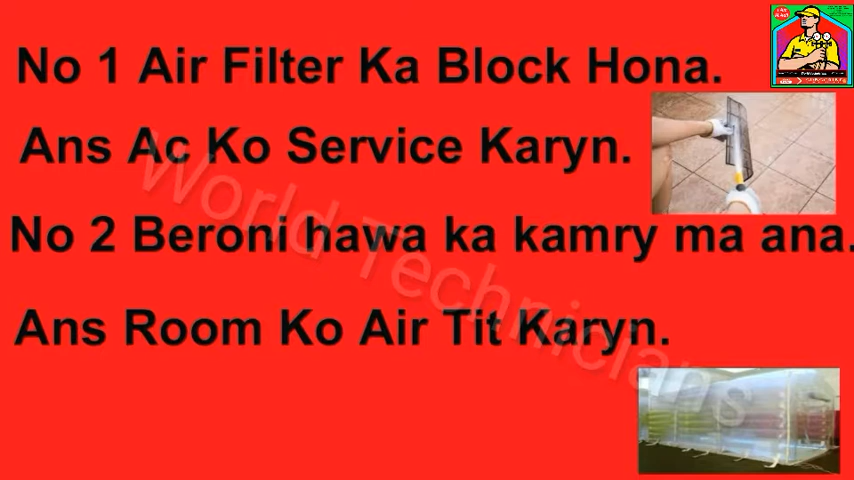 No 1 Air Filter Ka Block Hona.
Ans Ac Ko Service Karyn.
No 2 Beroni hawa ka kamry ma ana.
Ans Room Ko Air Tit Karyn.
World Technicians